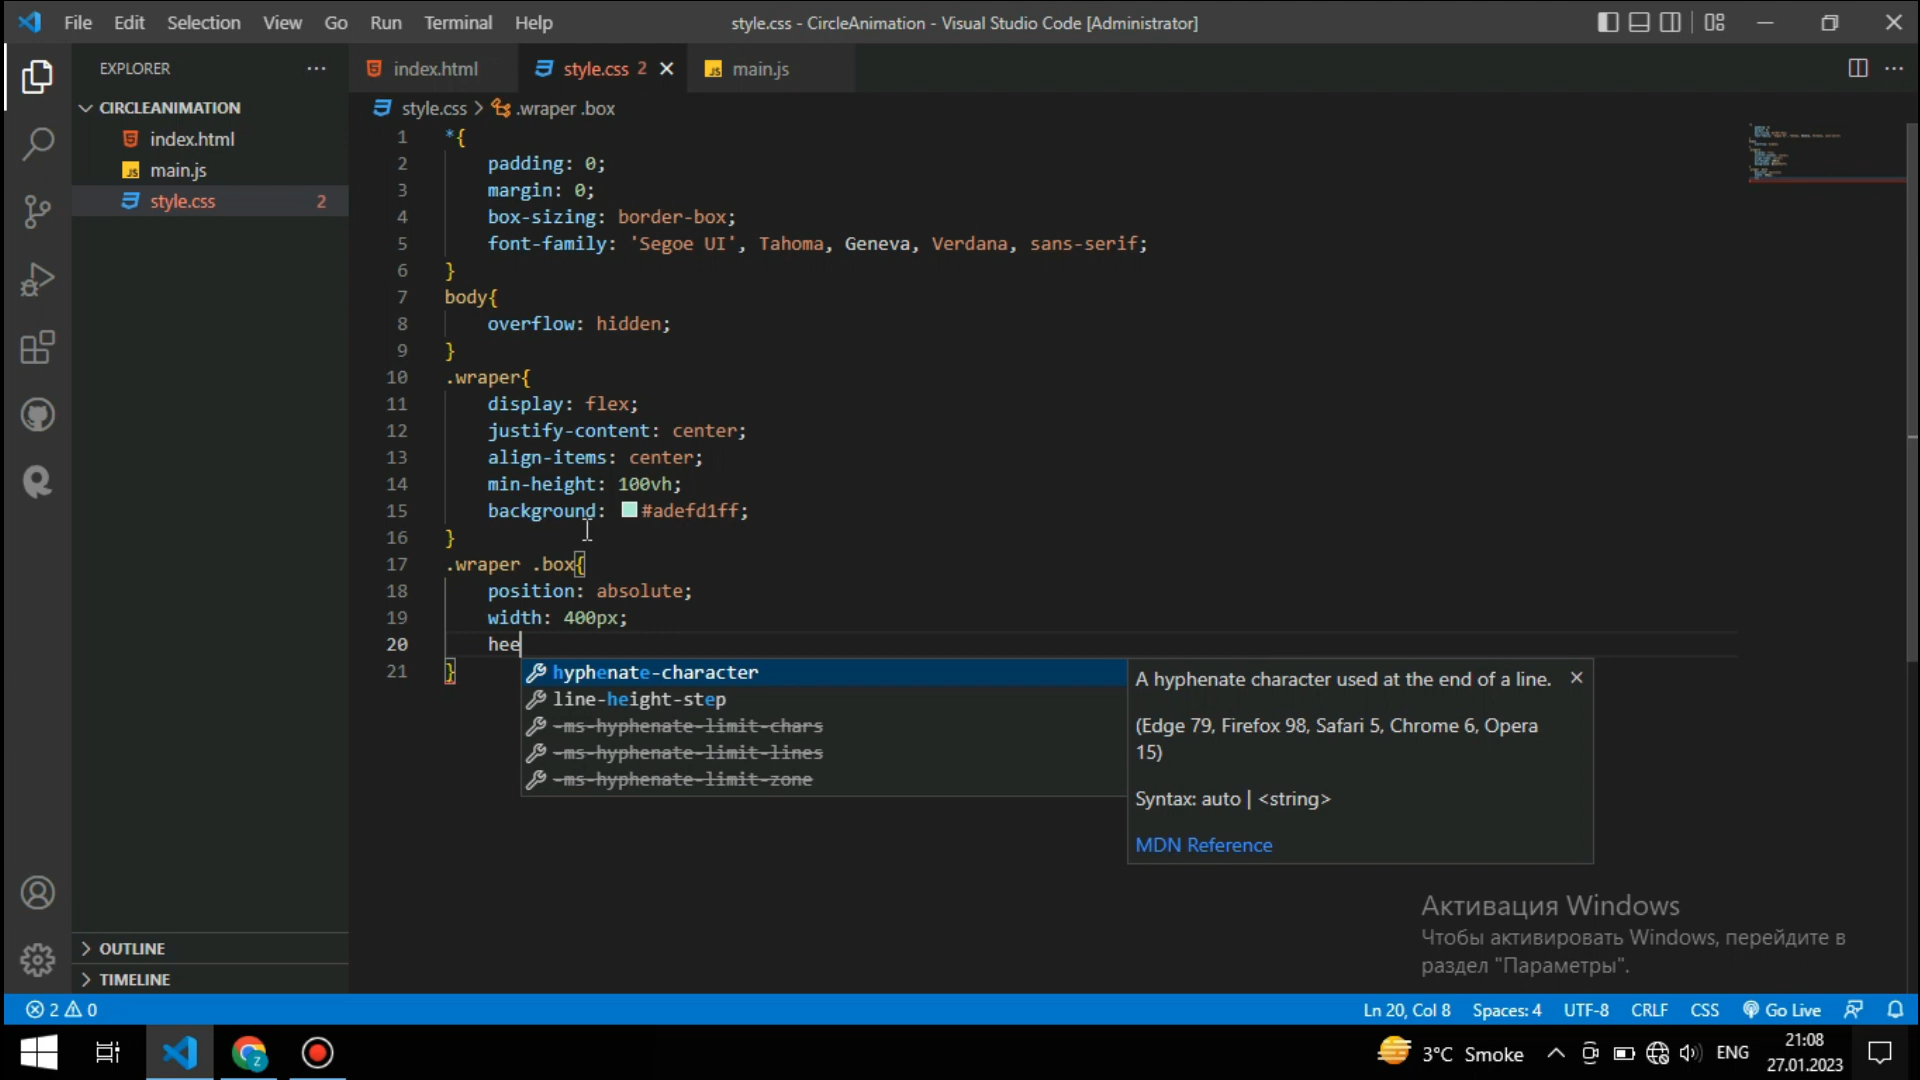 File Edit Selection View Go Run Terminal Help
style.css - CircleAnimation - Visual Studio Code [Administrator]
EXPLORER
index.html
style.css 2
main.js
CIRCLEANIMATION
index.html
main.js
style.css 2
style.css > .wraper .box
1 *{
2 padding: 0;
3 margin: 0;
4 box-sizing: border-box;
5 font-family: 'Segoe UI', Tahoma, Geneva, Verdana, sans-serif;
6 }
7 body{
8 overflow: hidden;
9 }
10 .wraper{
11 display: flex;
12 justify-content: center;
13 align-items: center;
14 min-height: 100vh;
15 background: #adefd1ff;
16 }
17 .wraper .box{
18 position: absolute;
19 width: 400px;
20 hee
21 }
hyphenate-character
line-height-step
-ms-hyphenate-limit-chars
-ms-hyphenate-limit-lines
-ms-hyphenate-limit-zone
A hyphenate character used at the end of a line.
(Edge 79, Firefox 98, Safari 5, Chrome 6, Opera
15)
Syntax: auto | <string>
MDN Reference
Активация Windows
Чтобы активировать Windows, перейдите в
раздел "Параметры".
OUTLINE
TIMELINE
2 0
Ln 20, Col 8 Spaces: 4 UTF-8 CRLF CSS Go Live
Z
3°C Smoke
ENG
21:08
27.01.2023